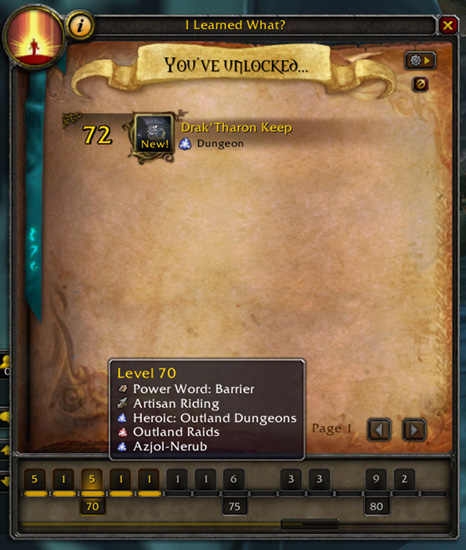 I Learned What?
You've unlocked...
72
New!
Drak'Tharon Keep
Dungeon
Level 70
Power Word: Barrier
Artisan Riding
Heroic: Outland Dungeons
Outland Raids
Azjol-Nerub
Page 1
5 1 5 1 1 1 1 6 3 3 9 2
70 75 80